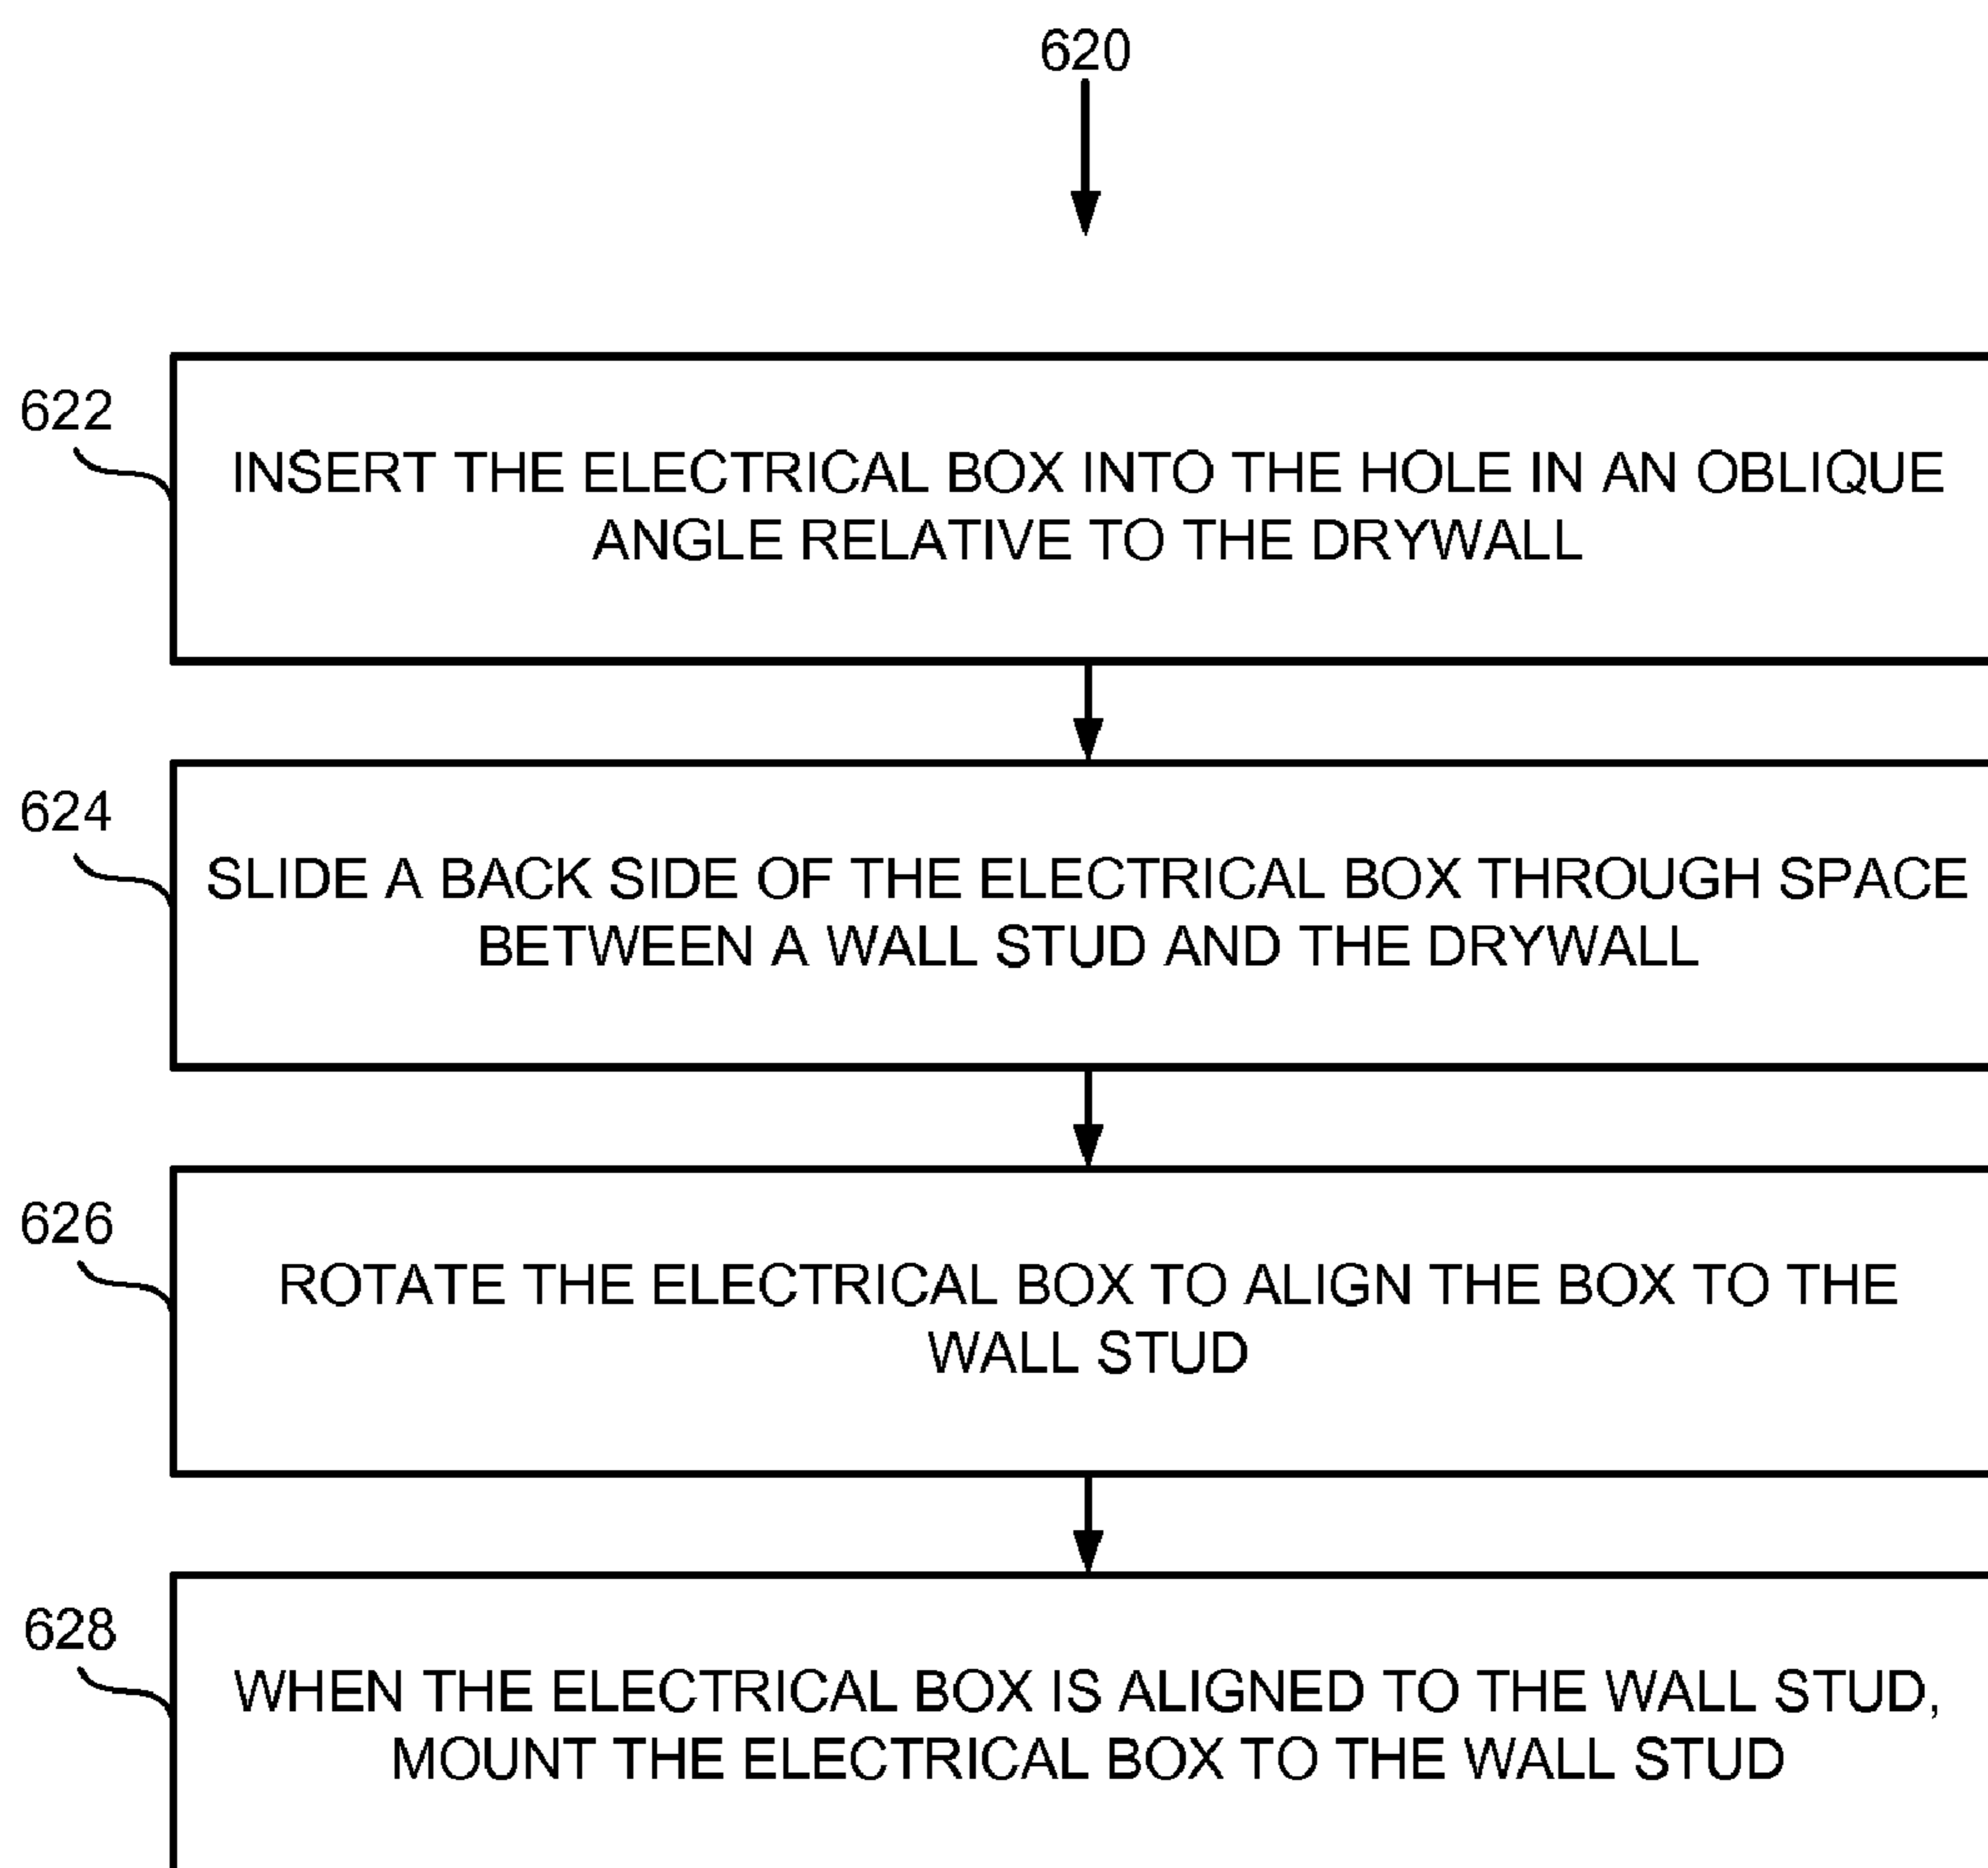 620
622
INSERT THE ELECTRICAL BOX INTO THE HOLE IN AN OBLIQUE
ANGLE RELATIVE TO THE DRYWALL
624
SLIDE A BACK SIDE OF THE ELECTRICAL BOX THROUGH SPACE
BETWEEN A WALL STUD AND THE DRYWALL
626
ROTATE THE ELECTRICAL BOX TO ALIGN THE BOX TO THE
WALL STUD
628
WHEN THE ELECTRICAL BOX IS ALIGNED TO THE WALL STUD,
MOUNT THE ELECTRICAL BOX TO THE WALL STUD